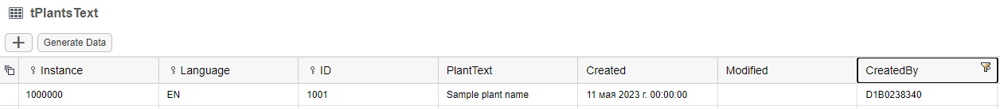 tPlantsText
Generate Data
Instance Language ID PlantText Created Modified CreatedBy
1000000 EN 1001 Sample plant name 11 мая 2023 г. 00:00:00 D1B0238340